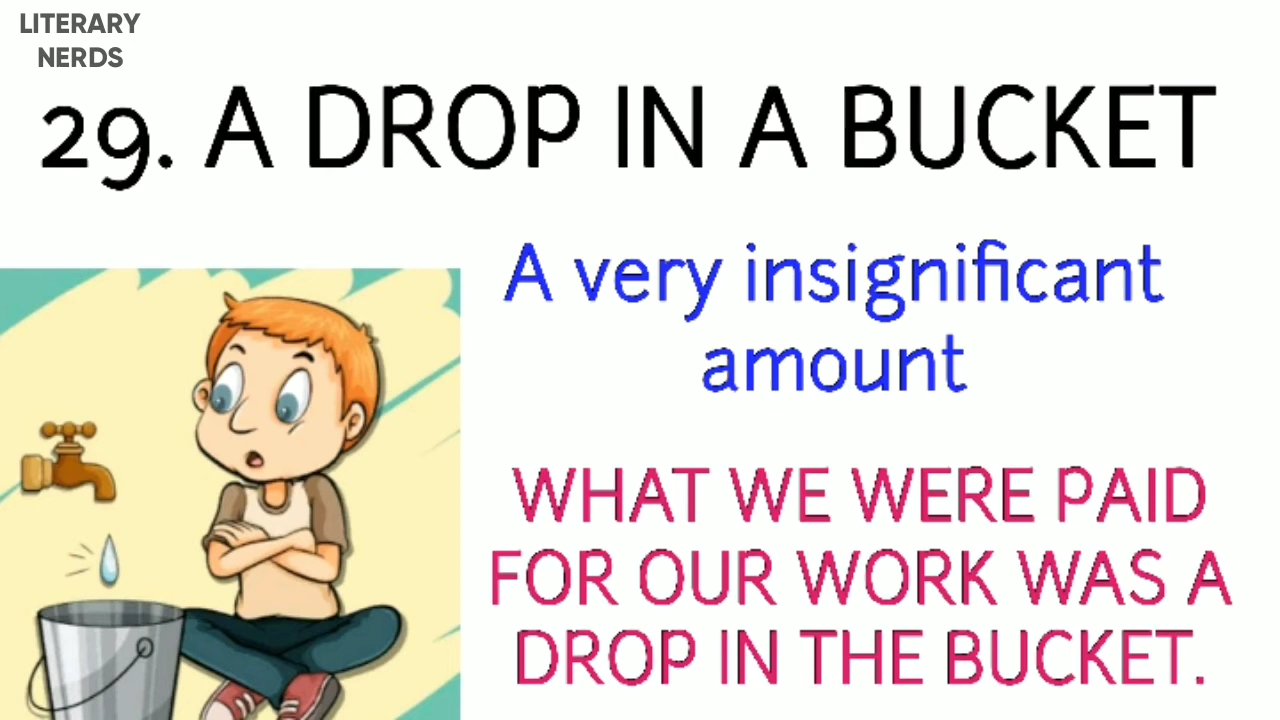 LITERARY
NERDS
29. A DROP IN A BUCKET
A very insignificant
amount
WHAT WE WERE PAID
FOR OUR WORK WAS A
DROP IN THE BUCKET.